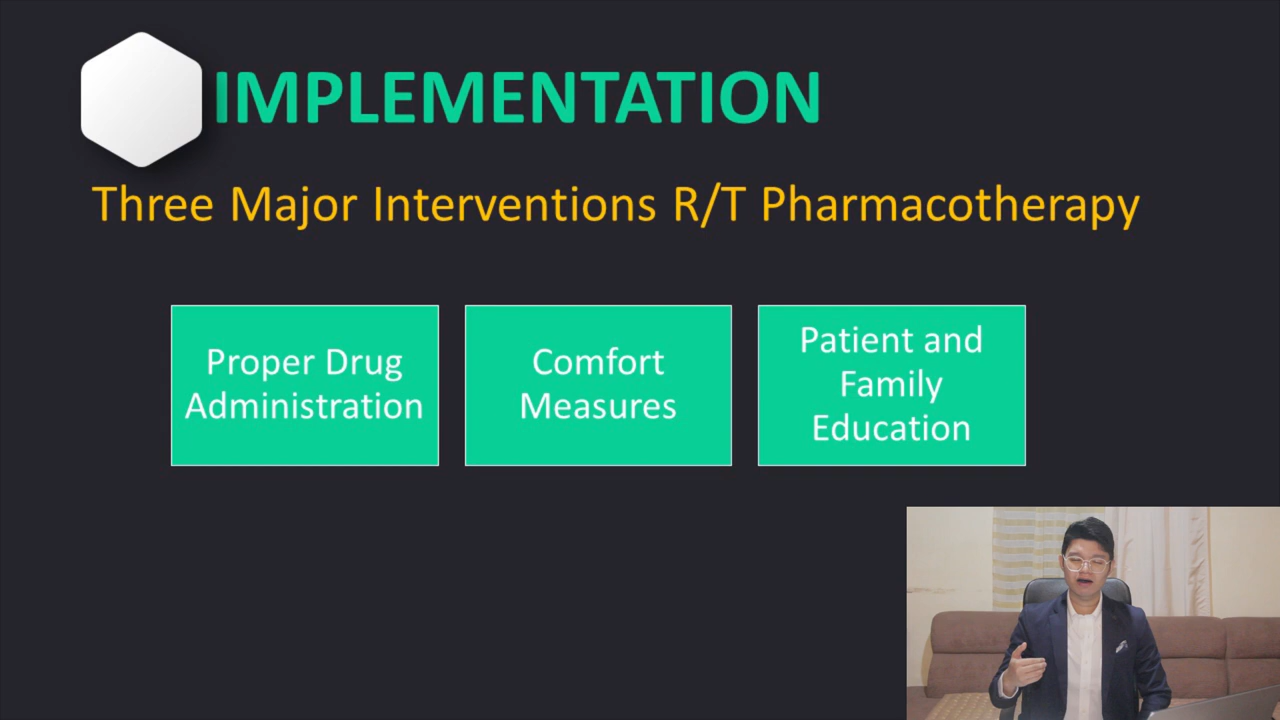 IMPLEMENTATION
Three Major Interventions R/T Pharmacotherapy
Proper Drug
Administration
Comfort
Measures
Patient and
Family
Education